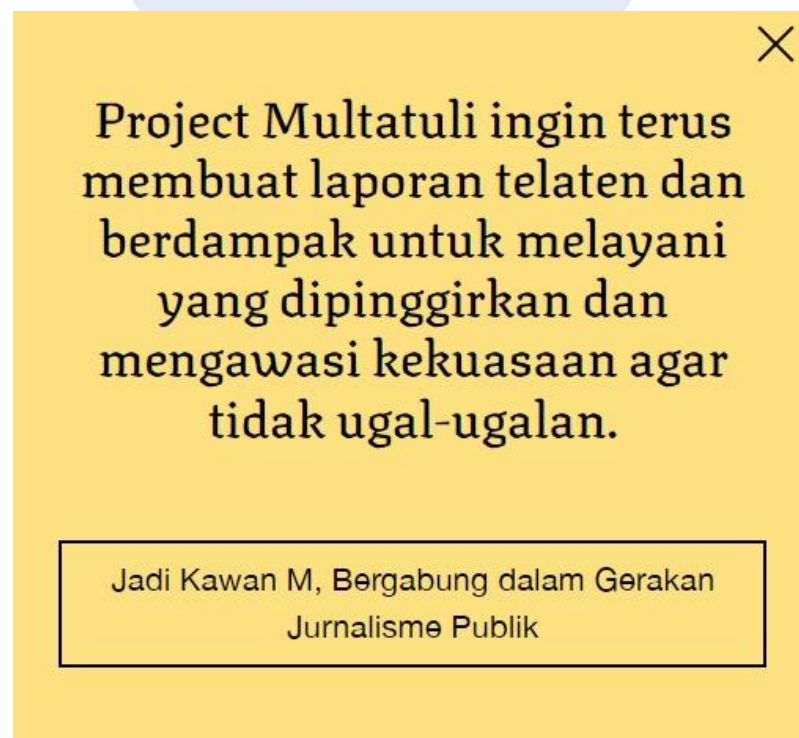 Project Multatuli ingin terus
membuat laporan telaten dan
berdampak untuk melayani
yang dipinggirkan dan
mengawasi kekuasaan agar
tidak ugal-ugalan.
Jadi Kawan M, Bergabung dalam Gerakan
Jurnalisme Publik